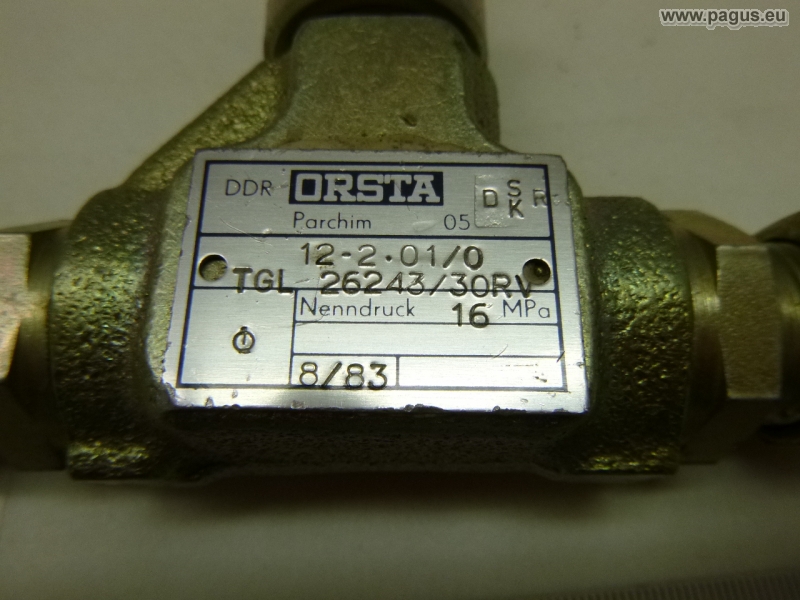 www.pagus.eu
DDR ORSTA DSKR
Parchim 05
12-2.01/0
TGL 26243/30RV
Nenndruck 16 MPa
8/83